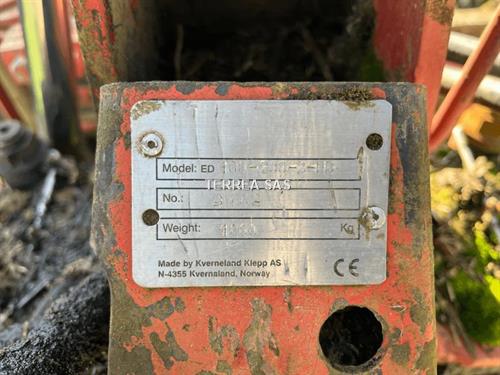 Model: ED
TERREA SAS
No.:
Weight: Kg
Made by Kverneland Klepp AS
N-4355 Kvernaland, Norway
CE